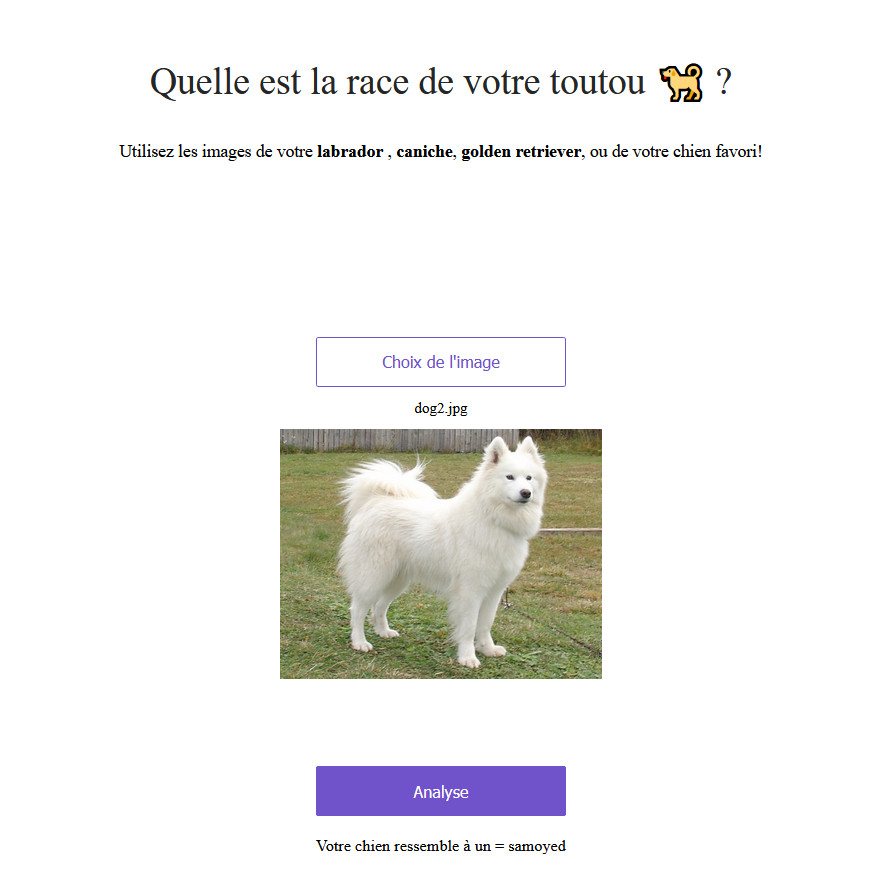 Quelle est la race de votre toutou 🐕 ?
Utilisez les images de votre labrador , caniche, golden retriever, ou de votre chien favori!
Choix de l'image
dog2.jpg
Analyse
Votre chien ressemble à un = samoyed